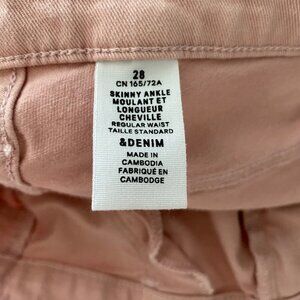 28
CN 165/72A
SKINNY ANKLE
MOULANT ET
LONGUEUR
CHEVILLE
REGULAR WAIST
TAILLE STANDARD
&DENIM
MADE IN
CAMBODIA
FABRIQUÉ EN
CAMBODGE